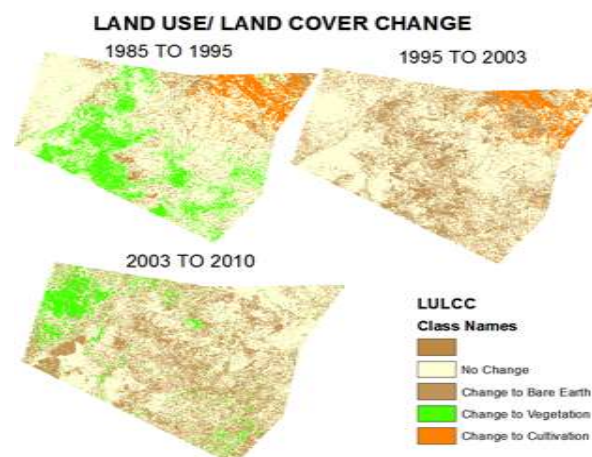 LAND USE/ LAND COVER CHANGE
1985 TO 1995
1995 TO 2003
2003 TO 2010
LULCC
Class Names
No Change
Change to Bare Earth
Change to Vegetation
Change to Cultivation